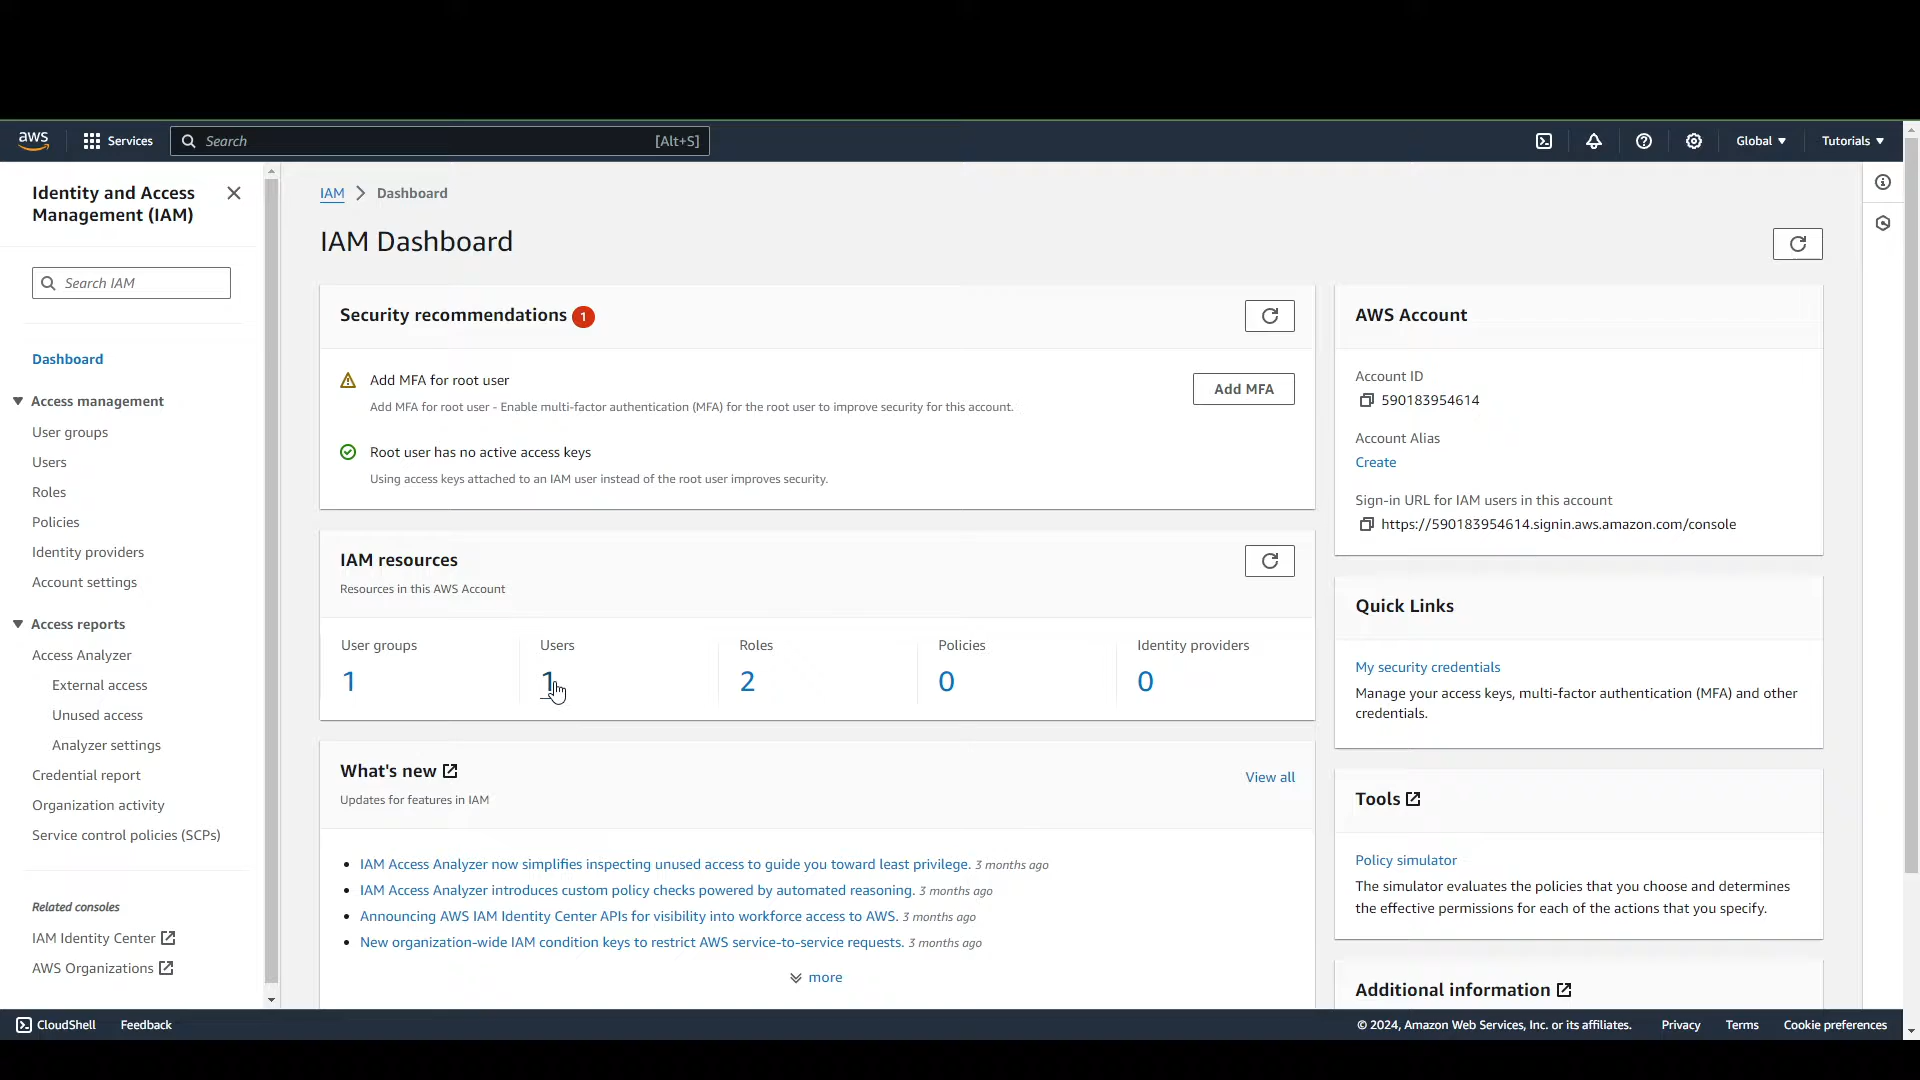 aws
Services
Search
[Alt+S]
Global
Tutorials
Identity and Access
Management (IAM)
Search IAM
Dashboard
Access management
User groups
Users
Roles
Policies
Identity providers
Account settings
Access reports
Access Analyzer
External access
Unused access
Analyzer settings
Credential report
Organization activity
Service control policies (SCPs)
Related consoles
IAM Identity Center
AWS Organizations
IAM
Dashboard
IAM Dashboard
Security recommendations 1
Add MFA for root user
Add MFA for root user - Enable multi-factor authentication (MFA) for the root user to improve security for this account.
Add MFA
Root user has no active access keys
Using access keys attached to an IAM user instead of the root user improves security.
IAM resources
Resources in this AWS Account
User groups
1
Users
1
Roles
2
Policies
0
Identity providers
0
What's new
View all
Updates for features in IAM
IAM Access Analyzer now simplifies inspecting unused access to guide you toward least privilege. 3 months ago
IAM Access Analyzer introduces custom policy checks powered by automated reasoning. 3 months ago
Announcing AWS IAM Identity Center APIs for visibility into workforce access to AWS. 3 months ago
New organization-wide IAM condition keys to restrict AWS service-to-service requests. 3 months ago
more
AWS Account
Account ID
590183954614
Account Alias
Create
Sign-in URL for IAM users in this account
https://590183954614.signin.aws.amazon.com/console
Quick Links
My security credentials
Manage your access keys, multi-factor authentication (MFA) and other
credentials.
Tools
Policy simulator
The simulator evaluates the policies that you choose and determines
the effective permissions for each of the actions that you specify.
Additional information
CloudShell
Feedback
© 2024, Amazon Web Services, Inc. or its affiliates.
Privacy
Terms
Cookie preferences